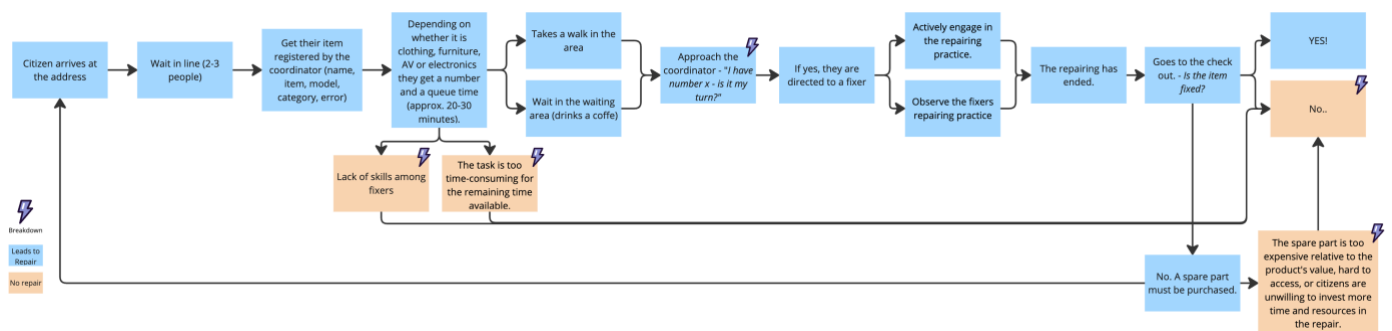 Citizen arrives at
the address
Wait in line (2-3
people)
Get their item
registered by the
coordinator (name,
item, model,
category, error)
Depending on
whether it is
clothing, furniture,
AV or electronics
they get a number
and a queue time
(approx. 20-30
minutes).
Takes a walk in the
area
Wait in the waiting
area (drinks a coffe)
Approach the
coordinator - "I have
number x - is it my
turn?"
If yes, they are
directed to a fixer
Actively engage in
the repairing
practice.
Observe the fixers
repairing practice
The repairing has
ended.
Goes to the check
out. - Is the item
fixed?
YES!
No..
Lack of skills among
fixers
The task is too
time-consuming for
the remaining time
available.
Breakdown
Leads to
Repair
No repair
No. A spare part
must be purchased.
The spare part is too
expensive relative to the
product's value, hard to
access, or citizens are
unwilling to invest more
time and resources in
the repair.